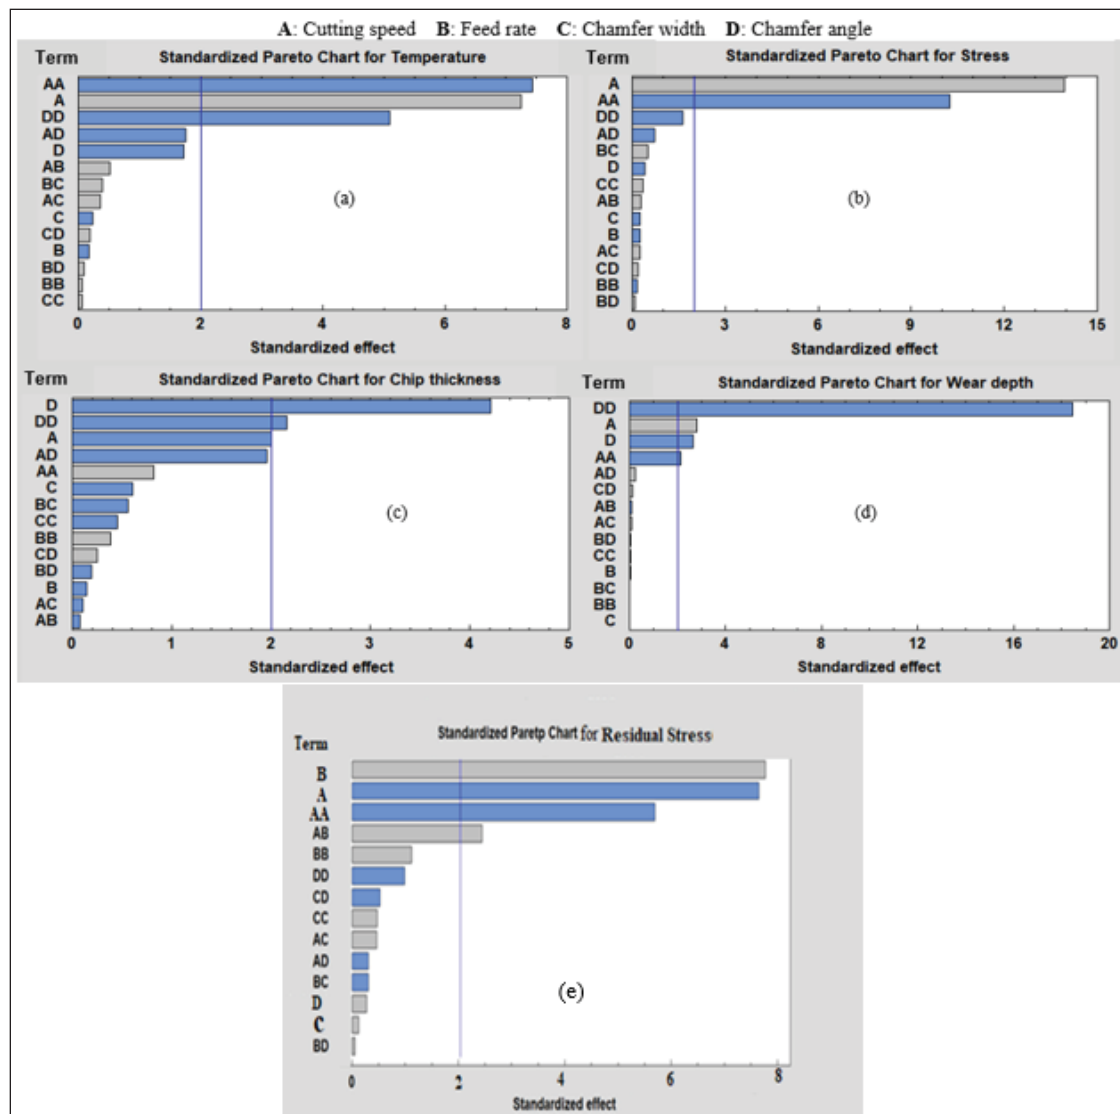 A: Cutting speed B: Feed rate C: Chamfer width D: Chamfer angle
Term Standardized Pareto Chart for Temperature
AA
A
DD
AD
D
AB
BC
AC
C
CD
B
BD
BB
CC
(a)
0 2 4 6 8
Standardized effect
Term Standardized Pareto Chart for Stress
A
AA
DD
AD
BC
D
CC
AB
C
B
AC
CD
BB
BD
(b)
0 3 6 9 12 15
Standardized effect
Term Standardized Pareto Chart for Chip thickness
D
DD
A
AD
AA
C
BC
CC
BB
CD
BD
B
AC
AB
(c)
0 1 2 3 4 5
Standardized effect
Term Standardized Pareto Chart for Wear depth
DD
A
D
AA
AD
CD
AB
AC
BD
CC
B
BC
BB
C
(d)
0 4 8 12 16 20
Standardized effect
Standardized Paretp Chart for Residual Stress
Term
B
A
AA
AB
BB
DD
CD
CC
AC
AD
BC
D
C
BD
(e)
0 2 4 6 8
Standardized effect